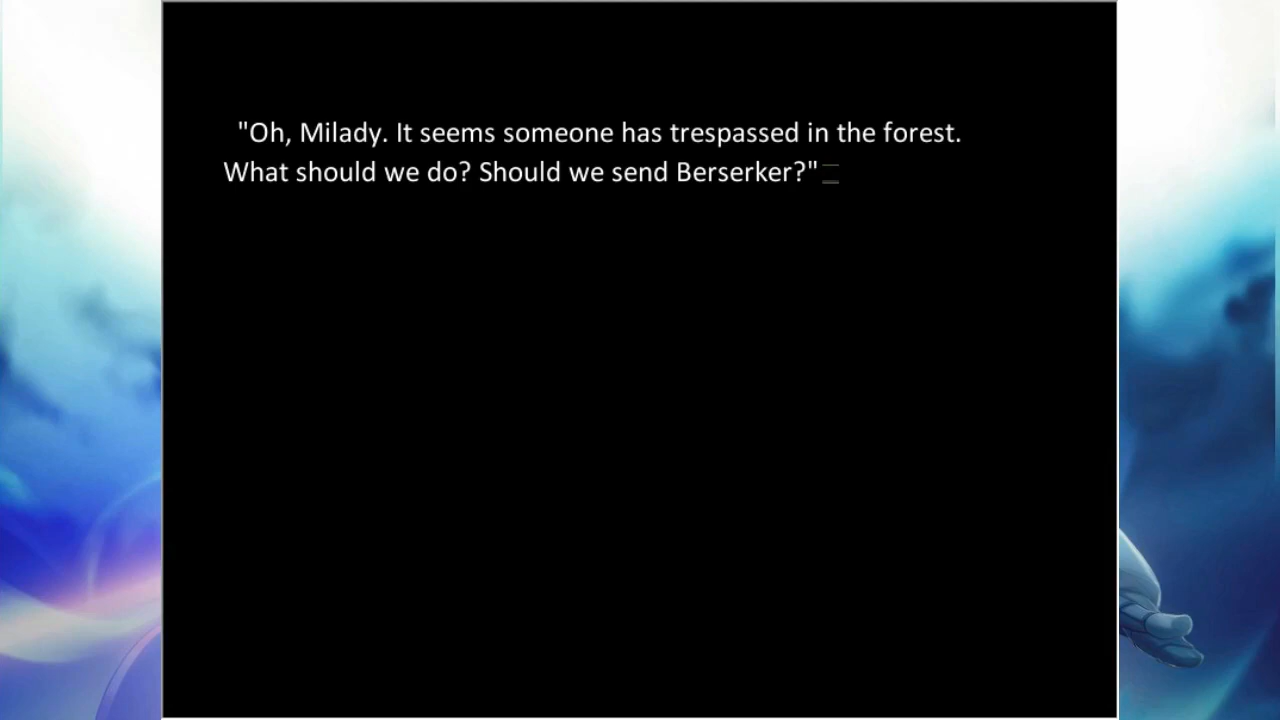 "Oh, Milady. It seems someone has trespassed in the forest.
What should we do? Should we send Berserker?"